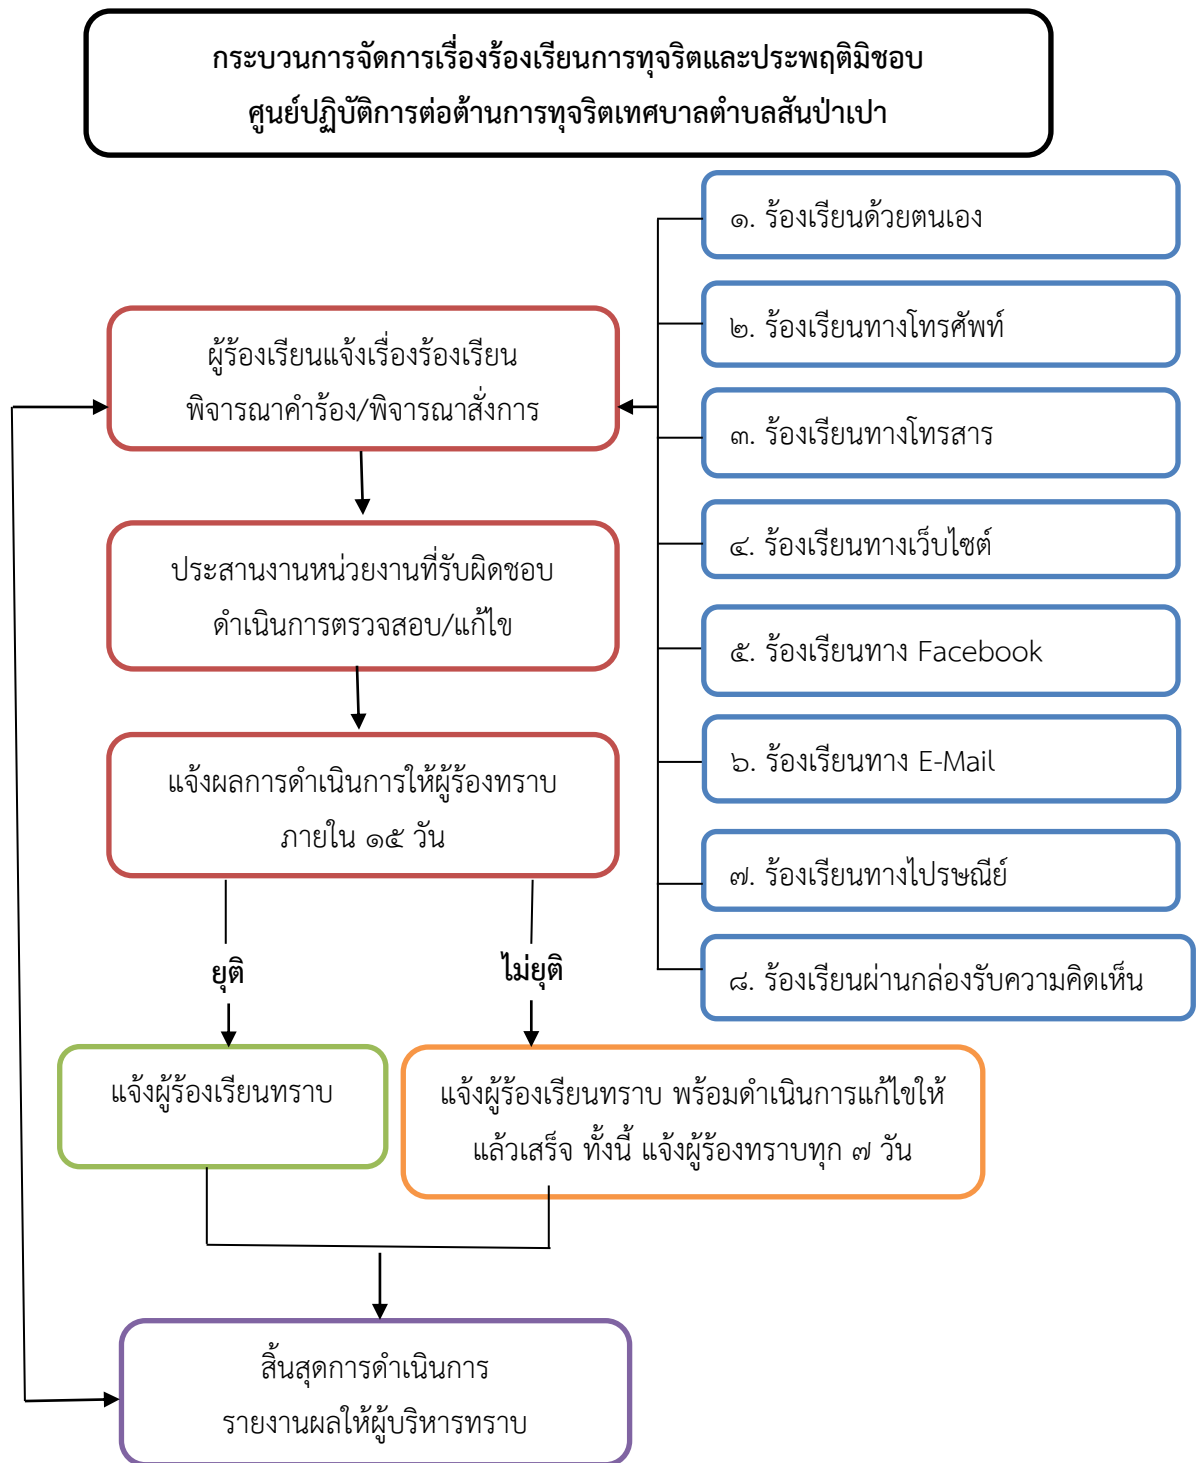 กระบวนการจัดการเรื่องร้องเรียนการทุจริตและประพฤติมิชอบ
ศูนย์ปฏิบัติการต่อต้านการทุจริตเทศบาลตำบลสันป่าเปา
๑. ร้องเรียนด้วยตนเอง
๒. ร้องเรียนทางโทรศัพท์
๓. ร้องเรียนทางโทรสาร
๔. ร้องเรียนทางเว็บไซต์
๕. ร้องเรียนทาง Facebook
๖. ร้องเรียนทาง E-Mail
๗. ร้องเรียนทางไปรษณีย์
๘. ร้องเรียนผ่านกล่องรับความคิดเห็น
ผู้ร้องเรียนแจ้งเรื่องร้องเรียน
พิจารณาคำร้อง/พิจารณาสั่งการ
ประสานงานหน่วยงานที่รับผิดชอบ
ดำเนินการตรวจสอบ/แก้ไข
แจ้งผลการดำเนินการให้ผู้ร้องทราบ
ภายใน ๑๕ วัน
ยุติ
ไม่ยุติ
แจ้งผู้ร้องเรียนทราบ
แจ้งผู้ร้องเรียนทราบ พร้อมดำเนินการแก้ไขให้
แล้วเสร็จ ทั้งนี้ แจ้งผู้ร้องทราบทุก ๗ วัน
สิ้นสุดการดำเนินการ
รายงานผลให้ผู้บริหารทราบ